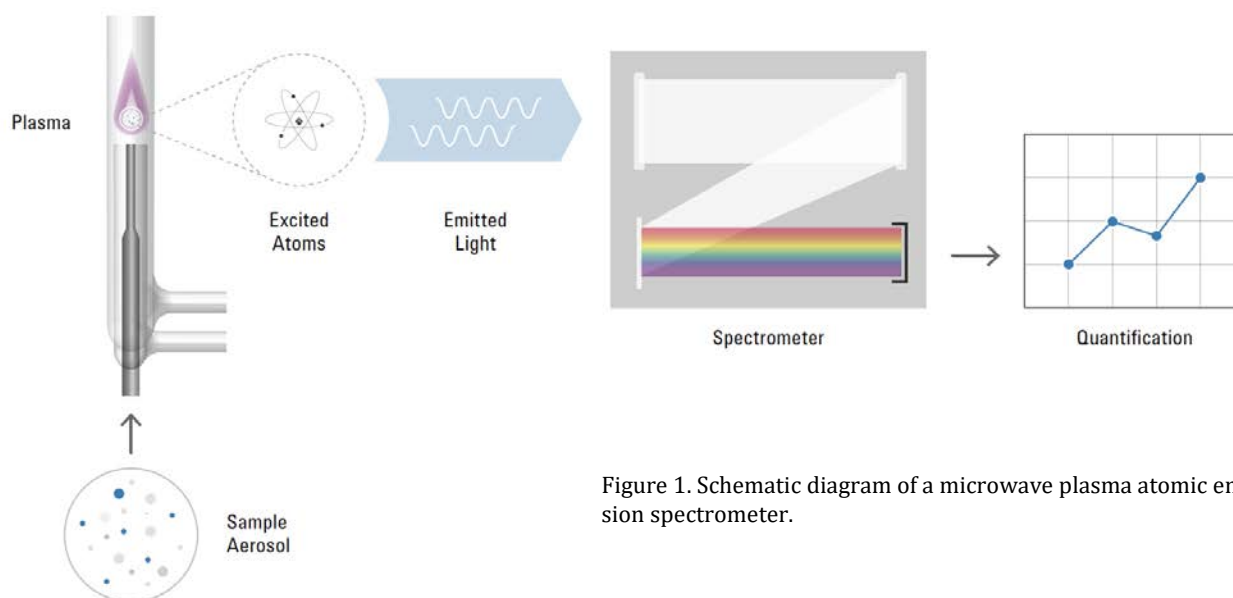 Plasma
Excited
Atoms
Emitted
Light
Spectrometer
Quantification
Sample
Aerosol
Figure 1. Schematic diagram of a microwave plasma atomic
sion spectrometer.